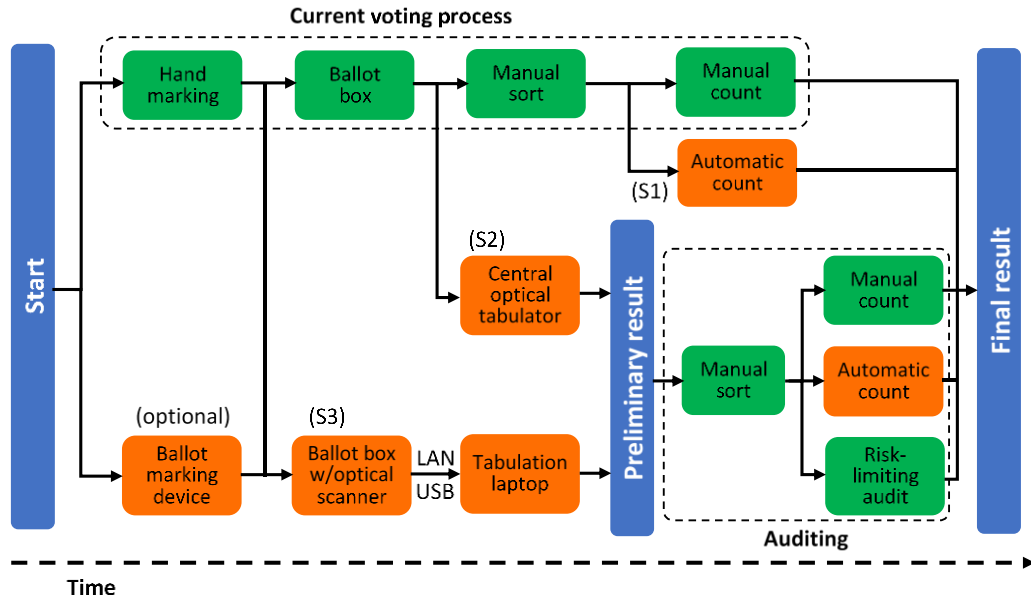 Current voting process
Start
Hand
marking
Ballot
box
Manual
sort
Manual
count
Automatic
count
(S1)
(S2)
Central
optical
tabulator
Preliminary result
Manual
count
Manual
sort
Automatic
count
Risk-
limiting
audit
Auditing
Final result
(optional)
Ballot
marking
device
(S3)
Ballot box
w/optical
scanner
LAN
USB
Tabulation
laptop
Time